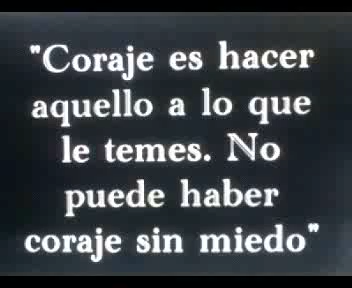 "Coraje es hacer
aquello a lo que
le temes. No
puede haber
coraje sin miedo"